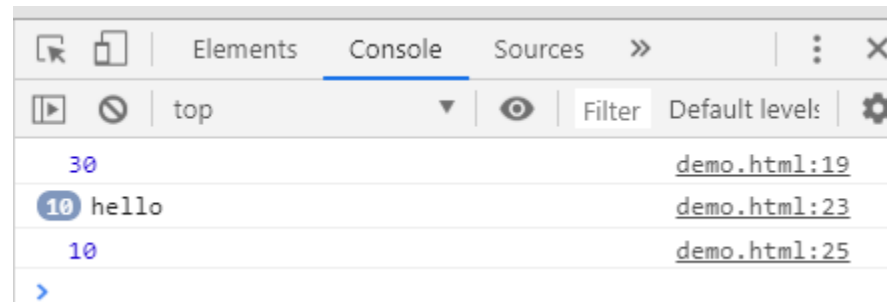 Elements Console Sources »
top Filter Default levels
30 demo.html:19
10 hello demo.html:23
10 demo.html:25